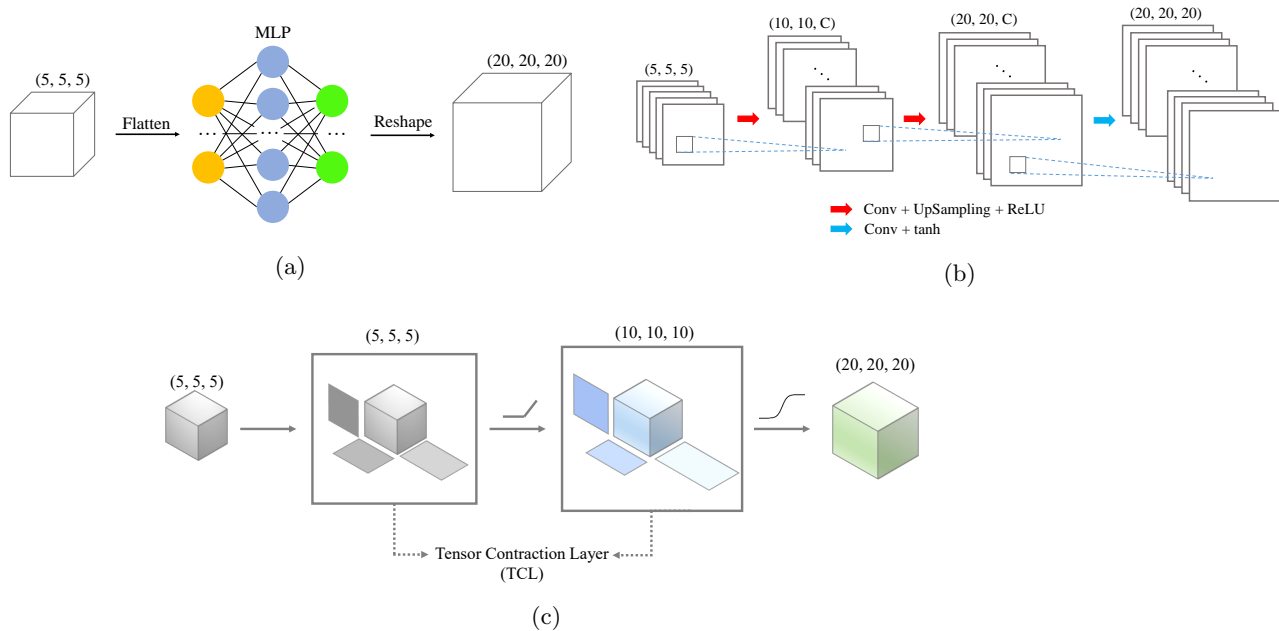 MLP
(5, 5, 5)
(20, 20, 20)
Flatten
...
...
...
Reshape
(a)
(5, 5, 5)
(10, 10, C)
(20, 20, C)
(20, 20, 20)
Conv + UpSampling + ReLU
Conv + tanh
(b)
(5, 5, 5)
(5, 5, 5)
(10, 10, 10)
(20, 20, 20)
Tensor Contraction Layer
(TCL)
(c)